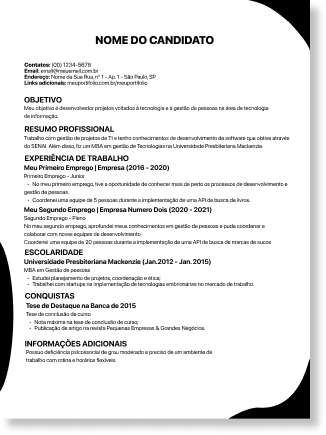 NOME DO CANDIDATO
Contatos: (00) 1234-5678
Email: email@meuemail.com.br
Endereço: Nome da Sua Rua, nº 1 - Ap. 1 - São Paulo, SP
Links adicionais: meuportfolio.com.br/meuportfolio
OBJETIVO
Meu objetivo é desenvolver projetos voltados à tecnologia e à gestão de pessoas na área de tecnologia
de informação.
RESUMO PROFISSIONAL
Trabalho com gestão de projetos de TI e tenho conhecimentos de desenvolvimento de software que obtive através
do SENAI. Além disso, fiz um MBA em Gestão de Tecnologias na Universidade Presbiteriana Mackenzie.
EXPERIÊNCIA DE TRABALHO
Meu Primeiro Emprego | Empresa (2016 - 2020)
Primeiro Emprego - Junior
• No meu primeiro emprego, tive a oportunidade de conhecer mais de perto os processos de desenvolvimento e
gestão de pessoas.
• Coordenei uma equipe de 5 pessoas durante a implementação de uma API de busca de livros.
Meu Segundo Emprego | Empresa Numero Dois (2020 - 2021)
Segundo Emprego - Pleno
No meu segundo emprego, aprofundei meus conhecimentos em gestão de pessoas e pude coordenar e
colaborar com novas equipes de desenvolvimento
Coordenei uma equipe de 20 pessoas durante a implementação de uma API de busca de marcas de sucos
ESCOLARIDADE
Universidade Presbiteriana Mackenzie (Jan.2012 - Jan. 2015)
MBA em Gestão de pessoas
• Estudei planejamento de projetos, coordenação e ética;
• Trabalhei com startups na implementação de tecnologias embrionárias no mercado de trabalho.
CONQUISTAS
Tese de Destaque na Banca de 2015
Tese de conclusão de curso
• Nota máxima na tese de conclusão de curso;
• Publicação de artigo na revista Pequenas Empresas & Grandes Negócios.
INFORMAÇÕES ADICIONAIS
Possuo deficiência psicossocial de grau moderado e preciso de um ambiente de
trabalho com rotina e horários flexíveis.